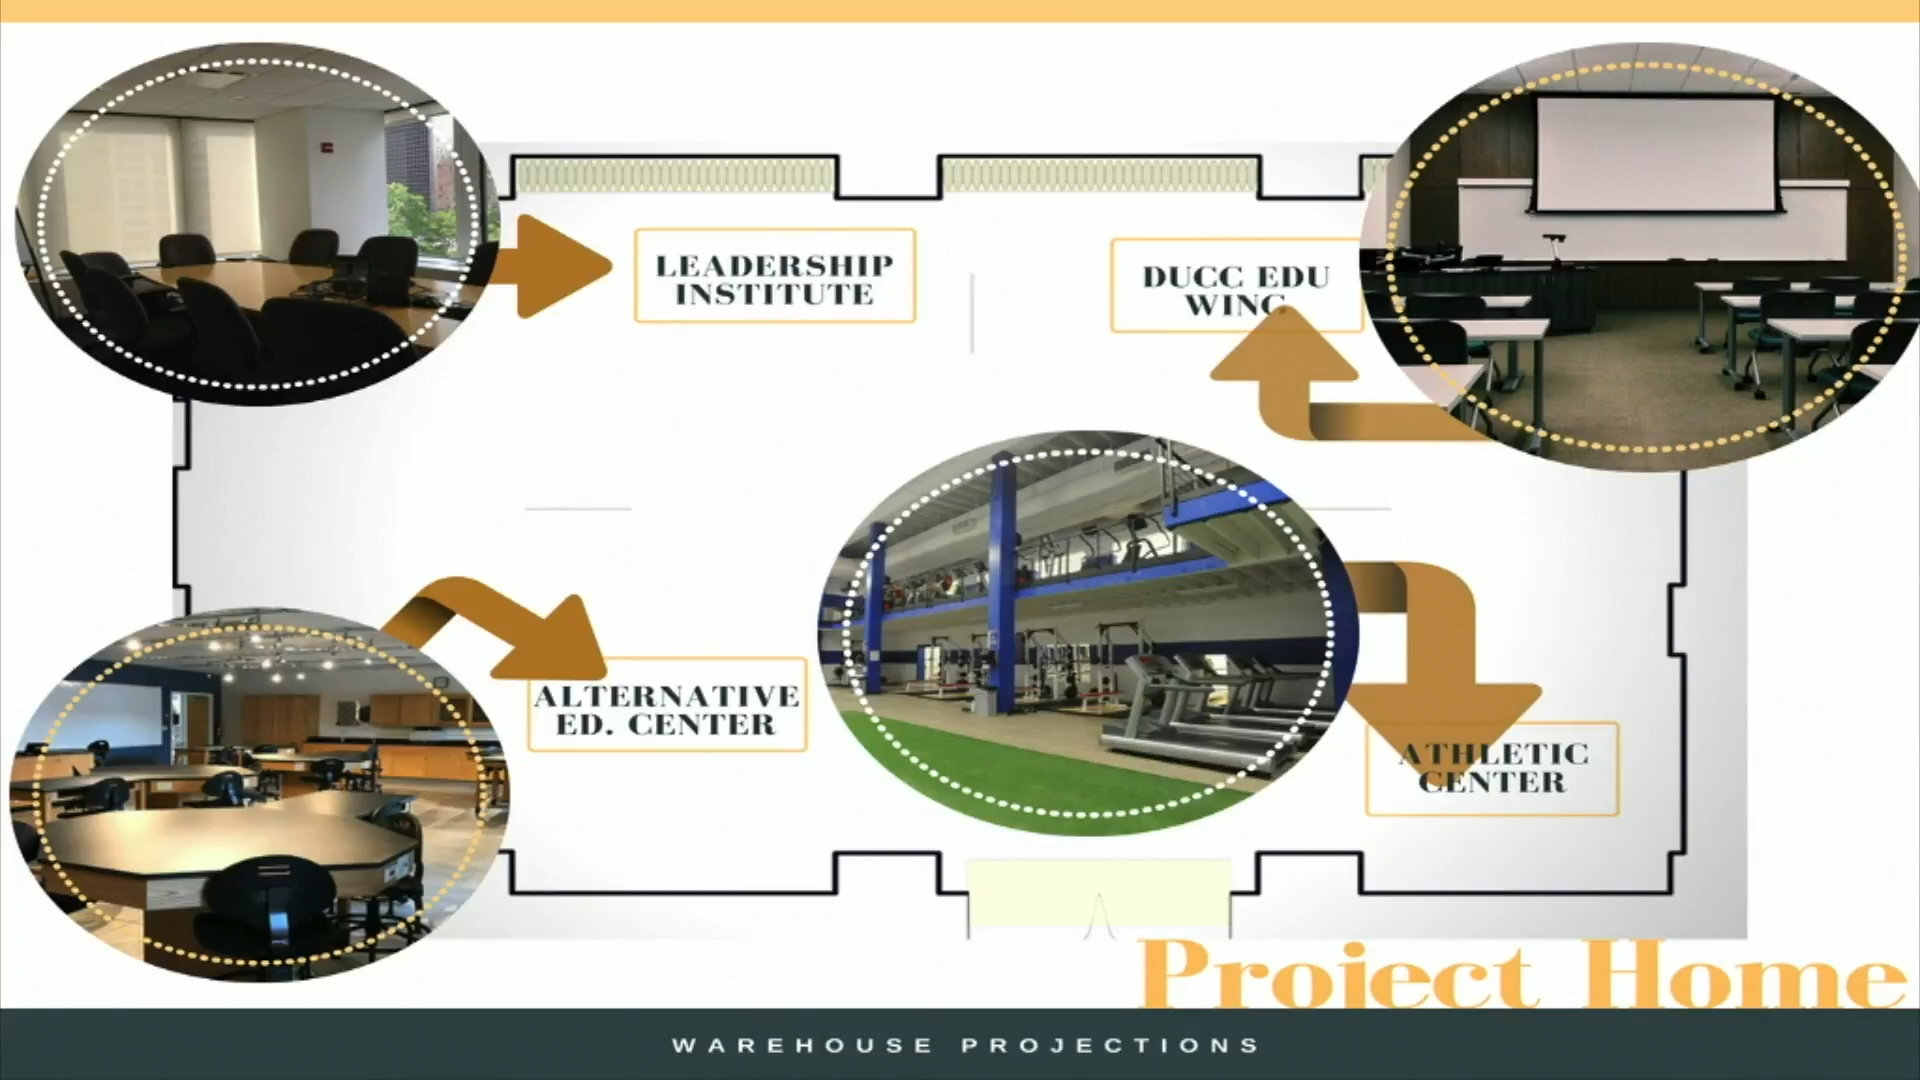 LEADERSHIP
INSTITUTE
DUCC EDU
WING
ALTERNATIVE
ED. CENTER
ATHLETIC
CENTER
Project Home
WAREHOUSE PROJECTIONS